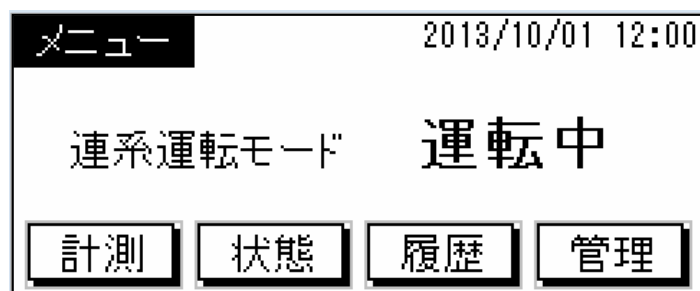 メニュー 2013/10/01 12:00
連系運転モード 運転中
計測 状態 履歴 管理